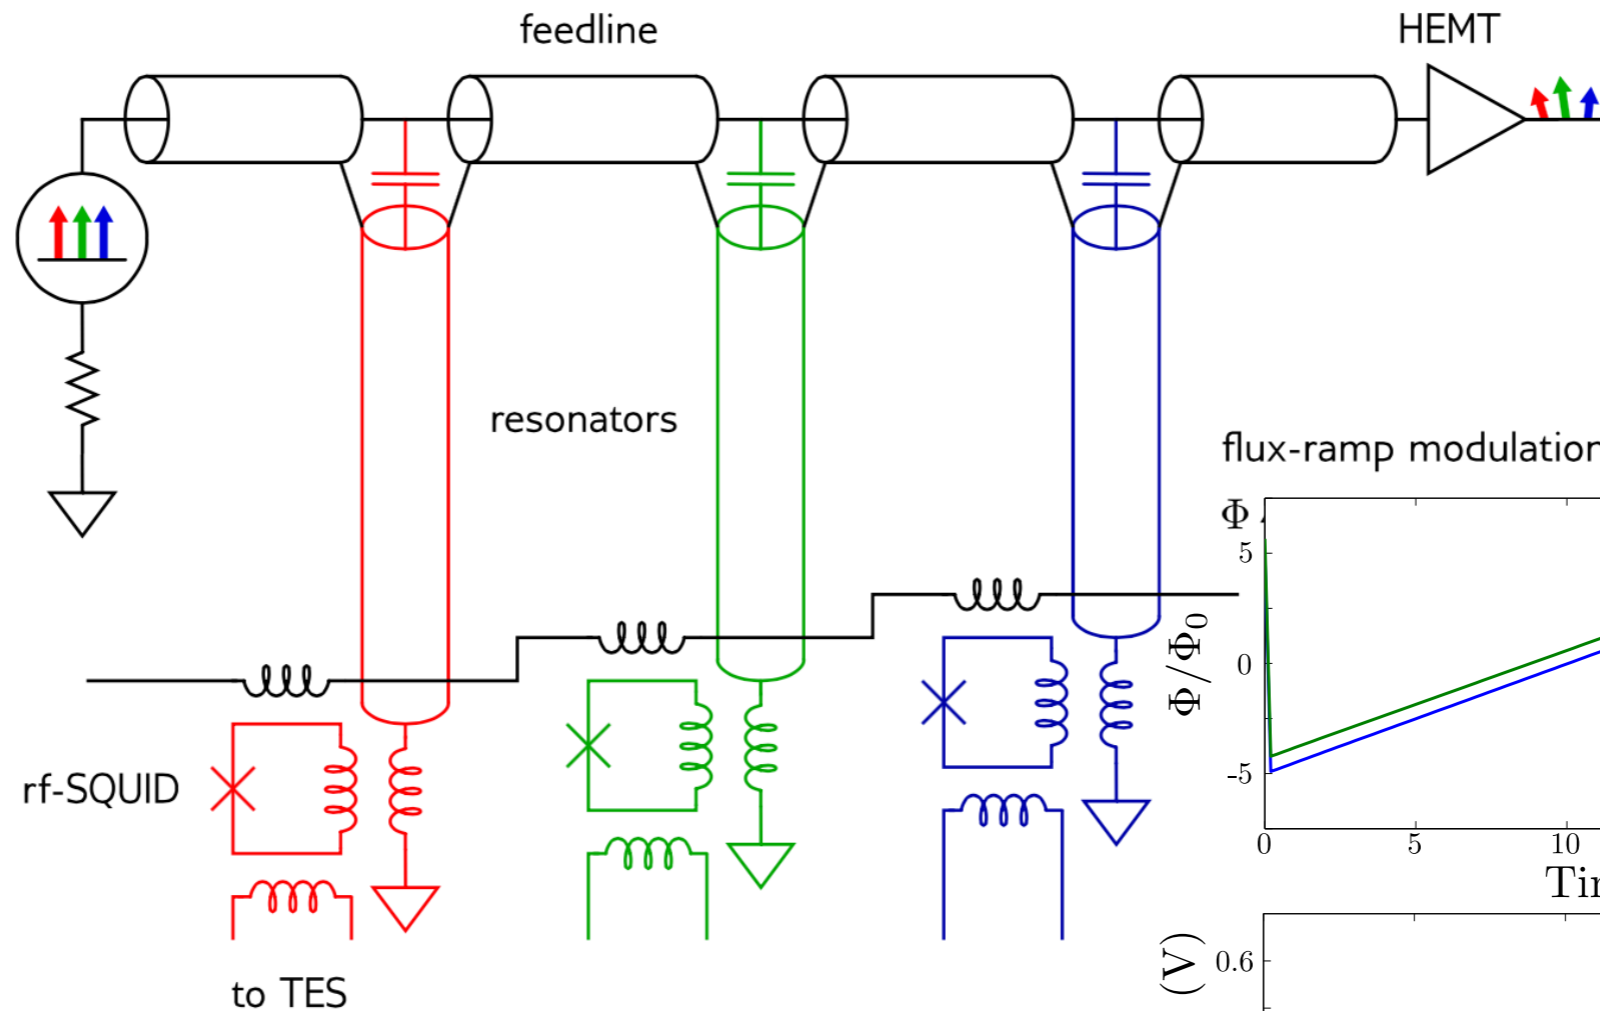 feedline
HEMT
resonators
flux-ramp modulation
Φ
5
Φ/Φ₀
0
-5
0 5 10
rf-SQUID
(V)
0.6
to TES